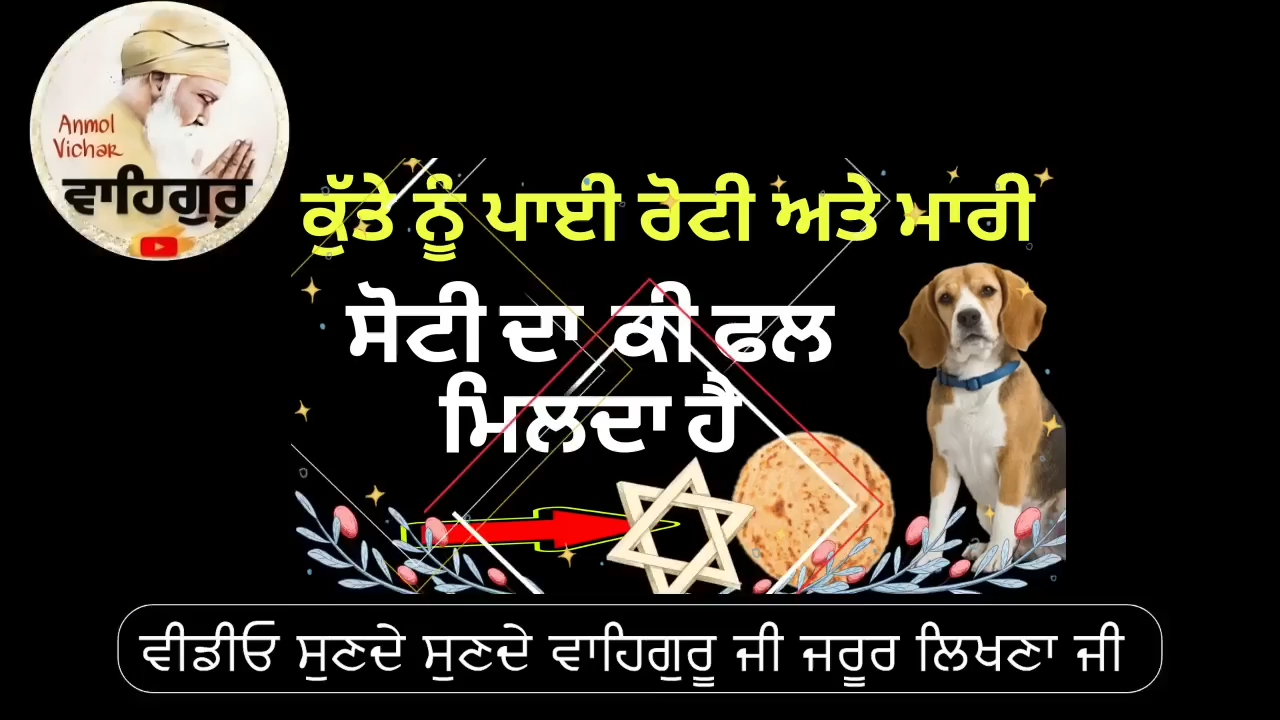 Anmol
Vichar
ਵਾਹਿਗੁਰੂ
ਕੁੱਤੇ ਨੂੰ ਪਾਈ ਰੋਟੀ ਅਤੇ ਮਾਰੀ
ਸੋਟੀ ਦਾ ਕੀ ਫਲ
ਮਿਲਦਾ ਹੈ
ਵੀਡੀਓ ਸੁਣਦੇ ਸੁਣਦੇ ਵਾਹਿਗੁਰੂ ਜੀ ਜਰੂਰ ਲਿਖਣਾ ਜੀ